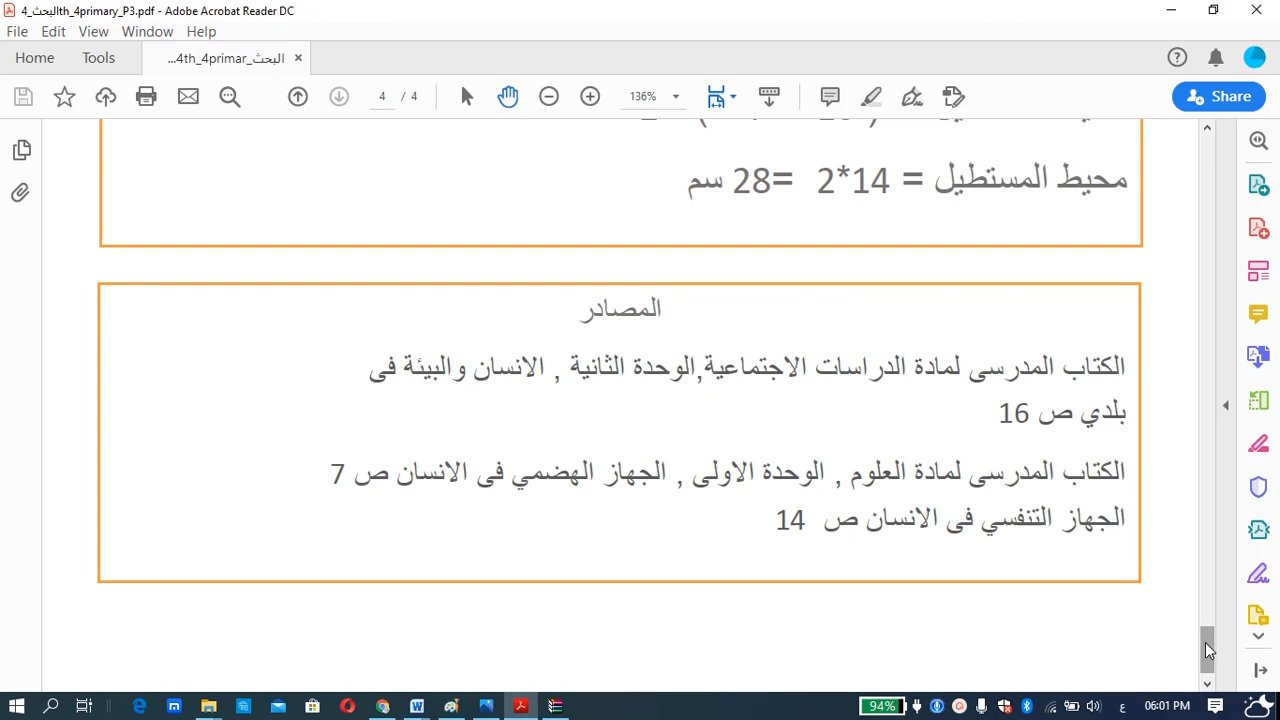 البحث_4th_4primary_P3.pdf - Adobe Acrobat Reader DC
File Edit View Window Help
Home Tools ...4th_4primar_البحث
4 / 4 136% Share
محيط المستطيل = 14*2 =28 سم
المصادر
الكتاب المدرسى لمادة الدراسات الاجتماعية,الوحدة الثانية , الانسان والبيئة فى
بلدي ص 16
الكتاب المدرسى لمادة العلوم , الوحدة الاولى , الجهاز الهضمي فى الانسان ص 7
الجهاز التنفسي فى الانسان ص 14
94% ع 06:01 PM